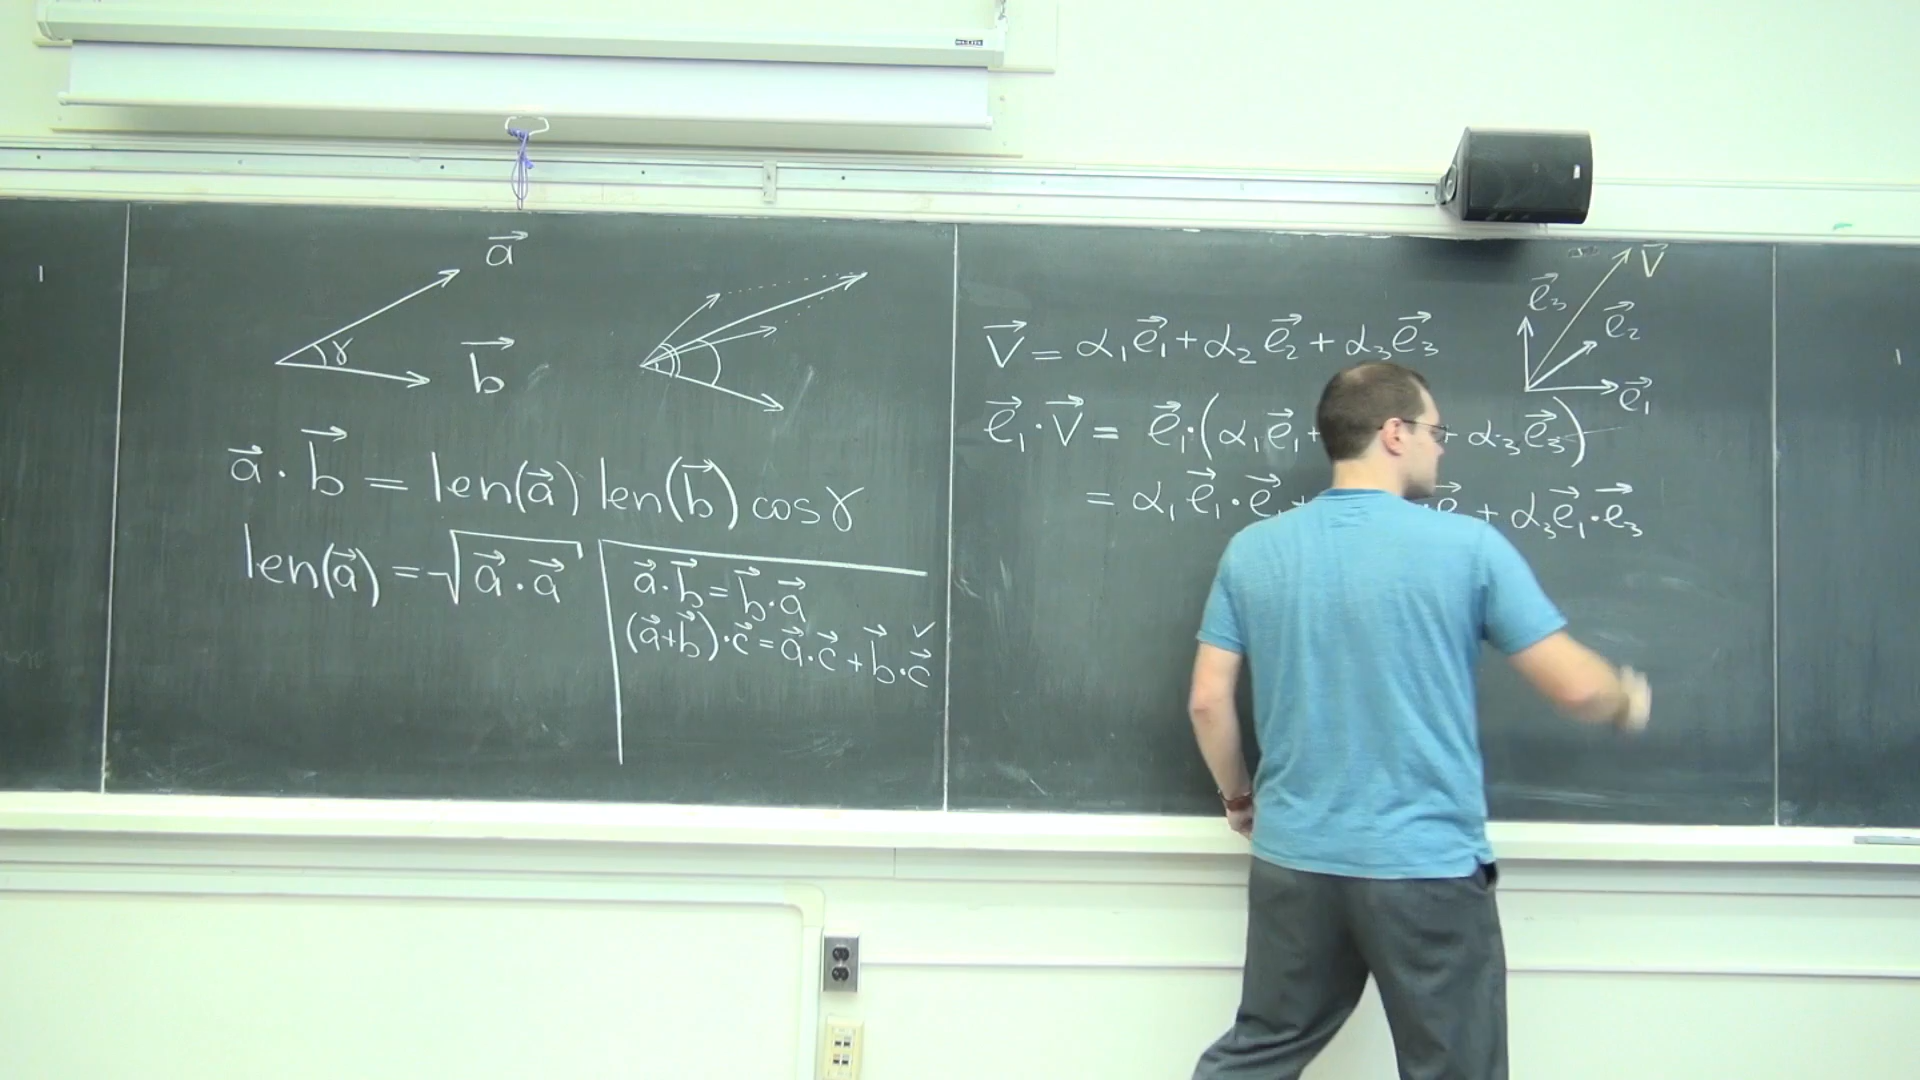 a⃗
γ
b⃗
a⃗ · b⃗ = len(a⃗) len(b⃗) cos γ
len(a⃗) = √(a⃗ · a⃗)
a⃗ · b⃗ = b⃗ · a⃗
(a⃗+b⃗) · c⃗ = a⃗ · c⃗ + b⃗ · c⃗ ✓
v⃗
e⃗₃
e⃗₂
e⃗₁
v⃗ = α₁e⃗₁ + α₂e⃗₂ + α₃e⃗₃
e⃗₁ · v⃗ = e⃗₁ · (α₁e⃗₁ + + α₃e⃗₃)
= α₁e⃗₁ · e⃗ + · e⃗ + α₃e⃗₁ · e⃗₃